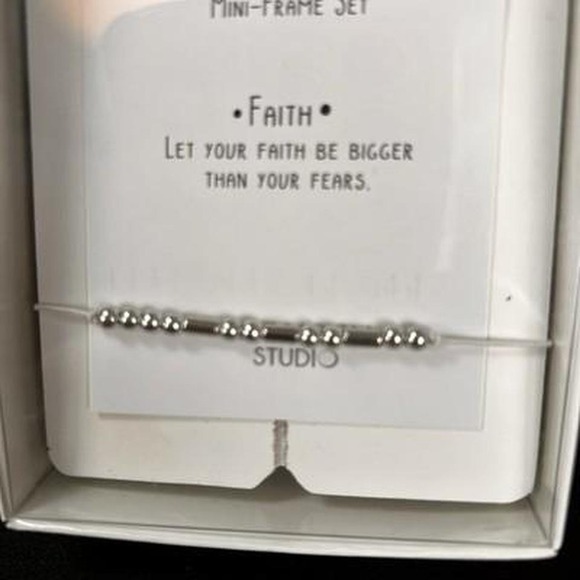 MINI-FRAME SET
• FAITH •
LET YOUR FAITH BE BIGGER
THAN YOUR FEARS.
STUDIO